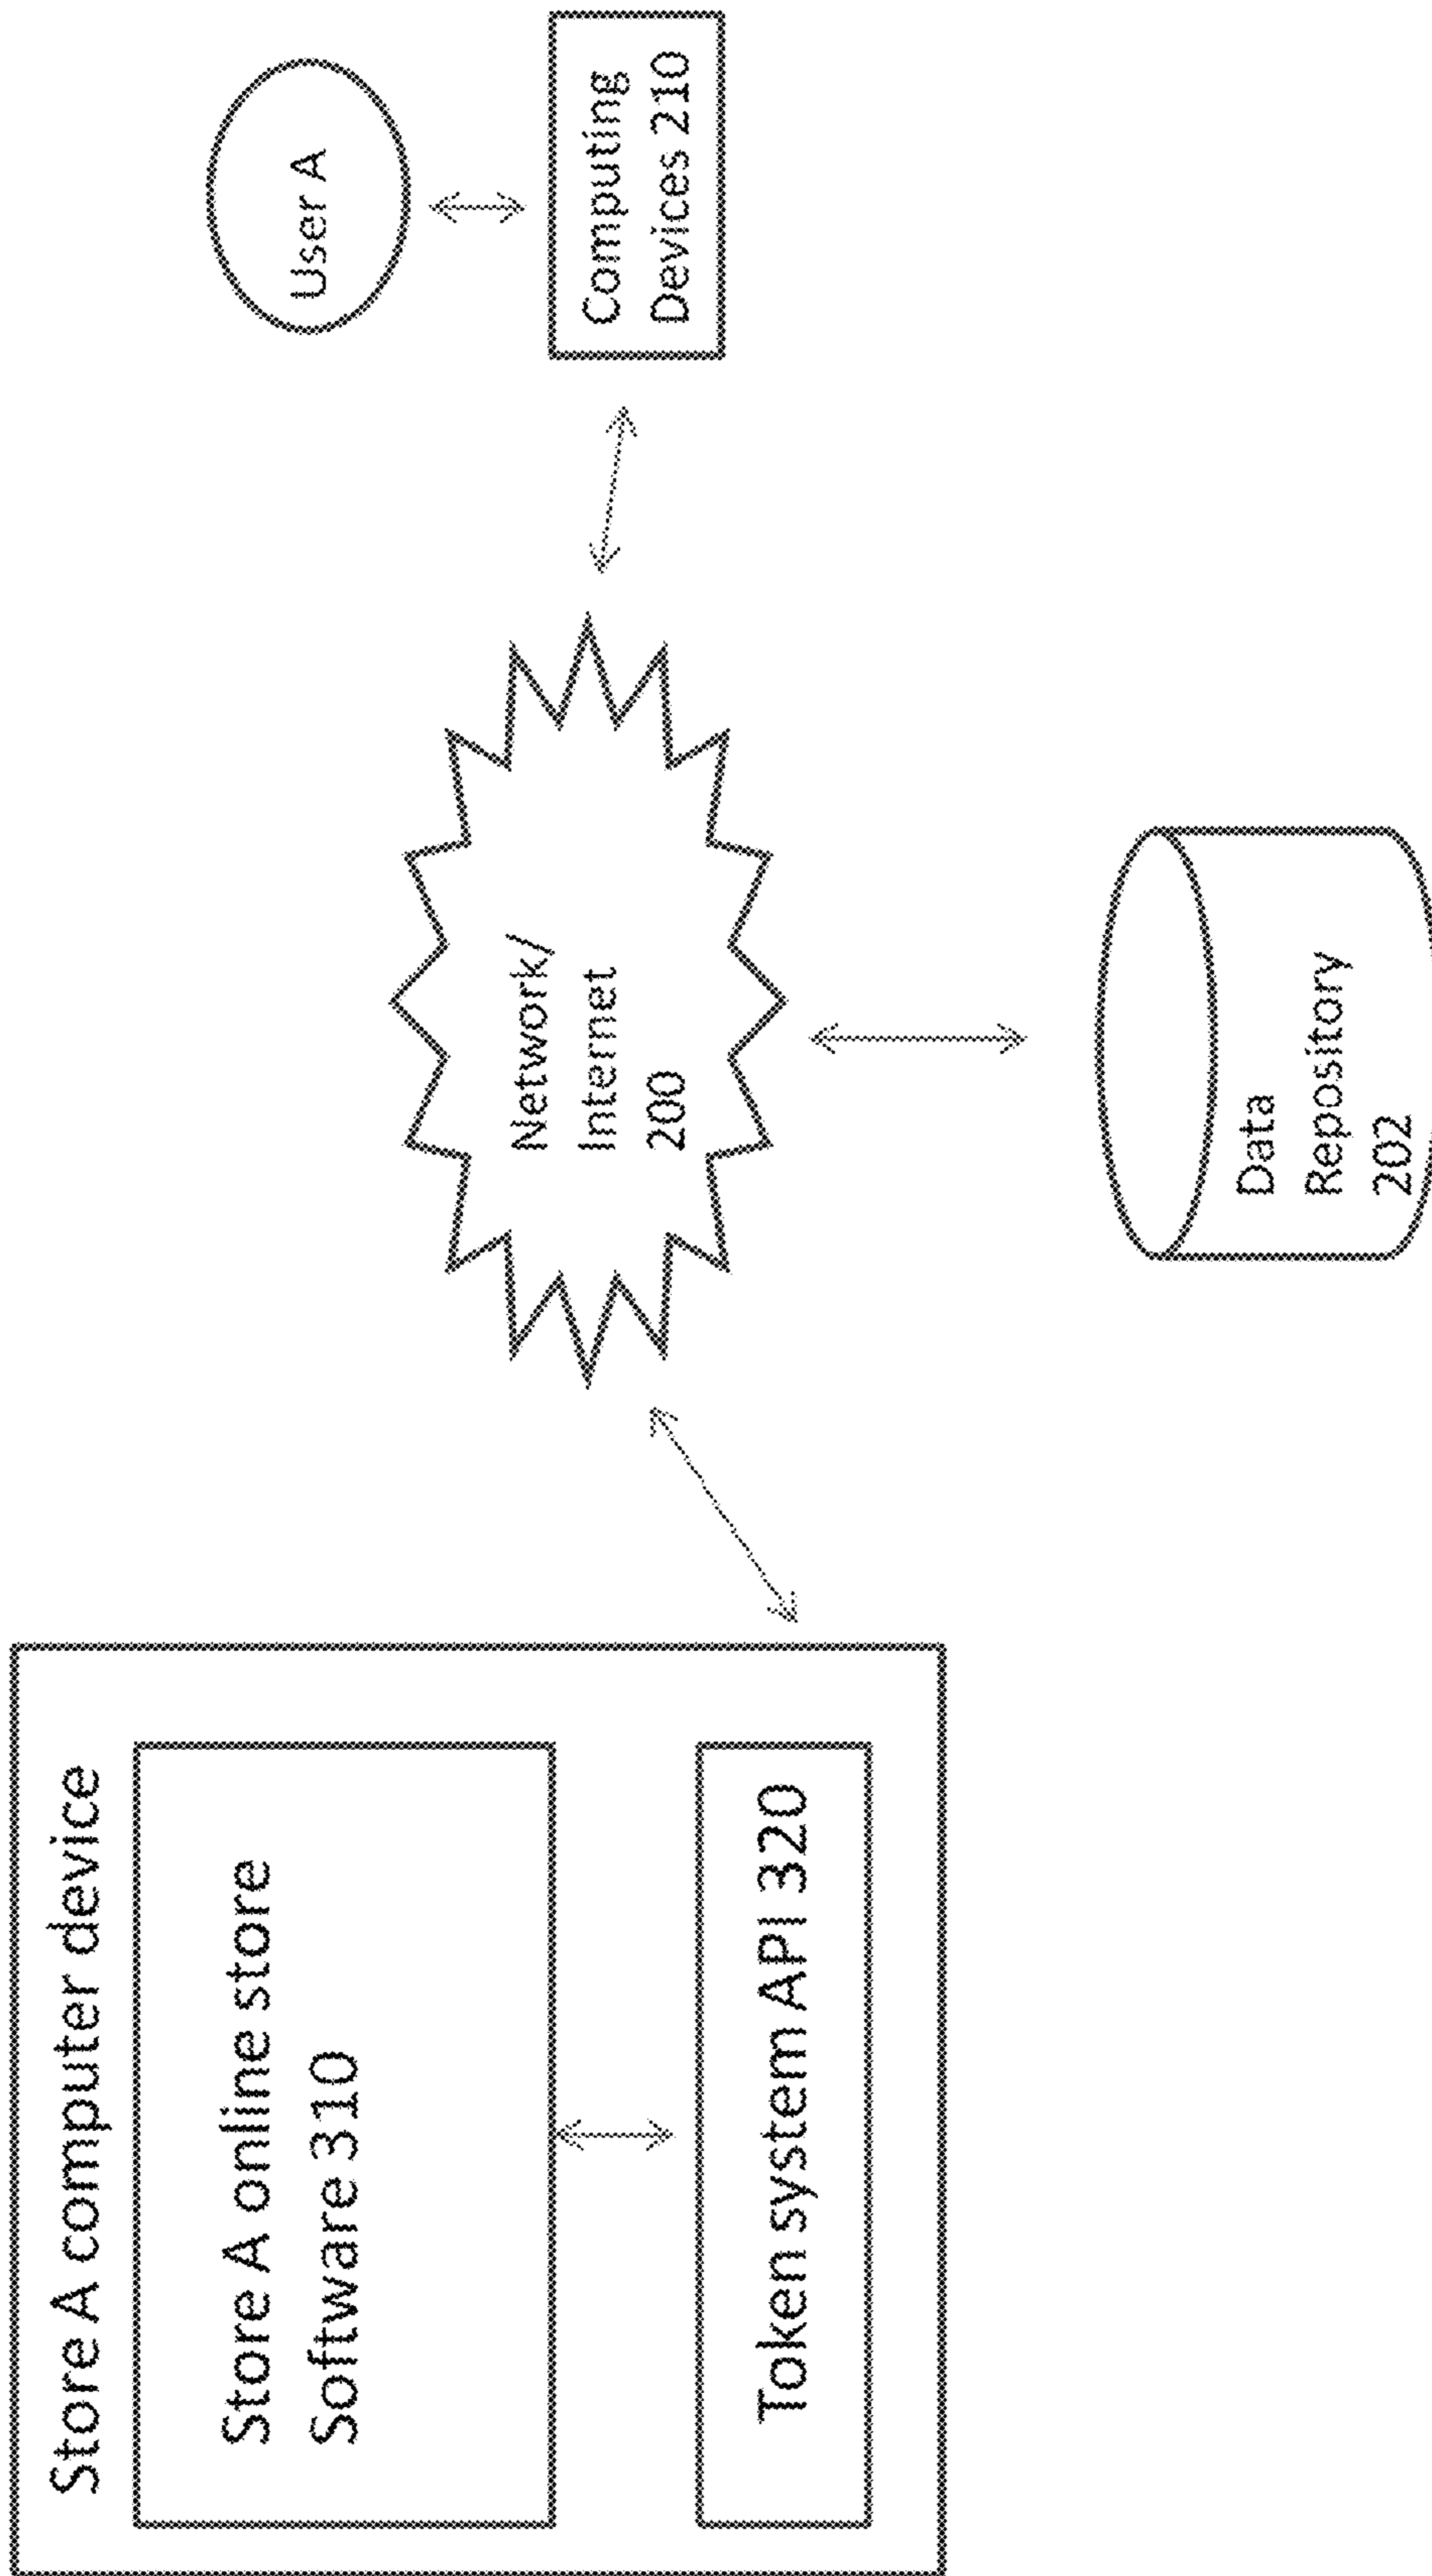 Store A computer device
Store A online store
Software 310
Token system API 320
Network/
Internet
200
Data
Repository
202
User A
Computing
Devices 210